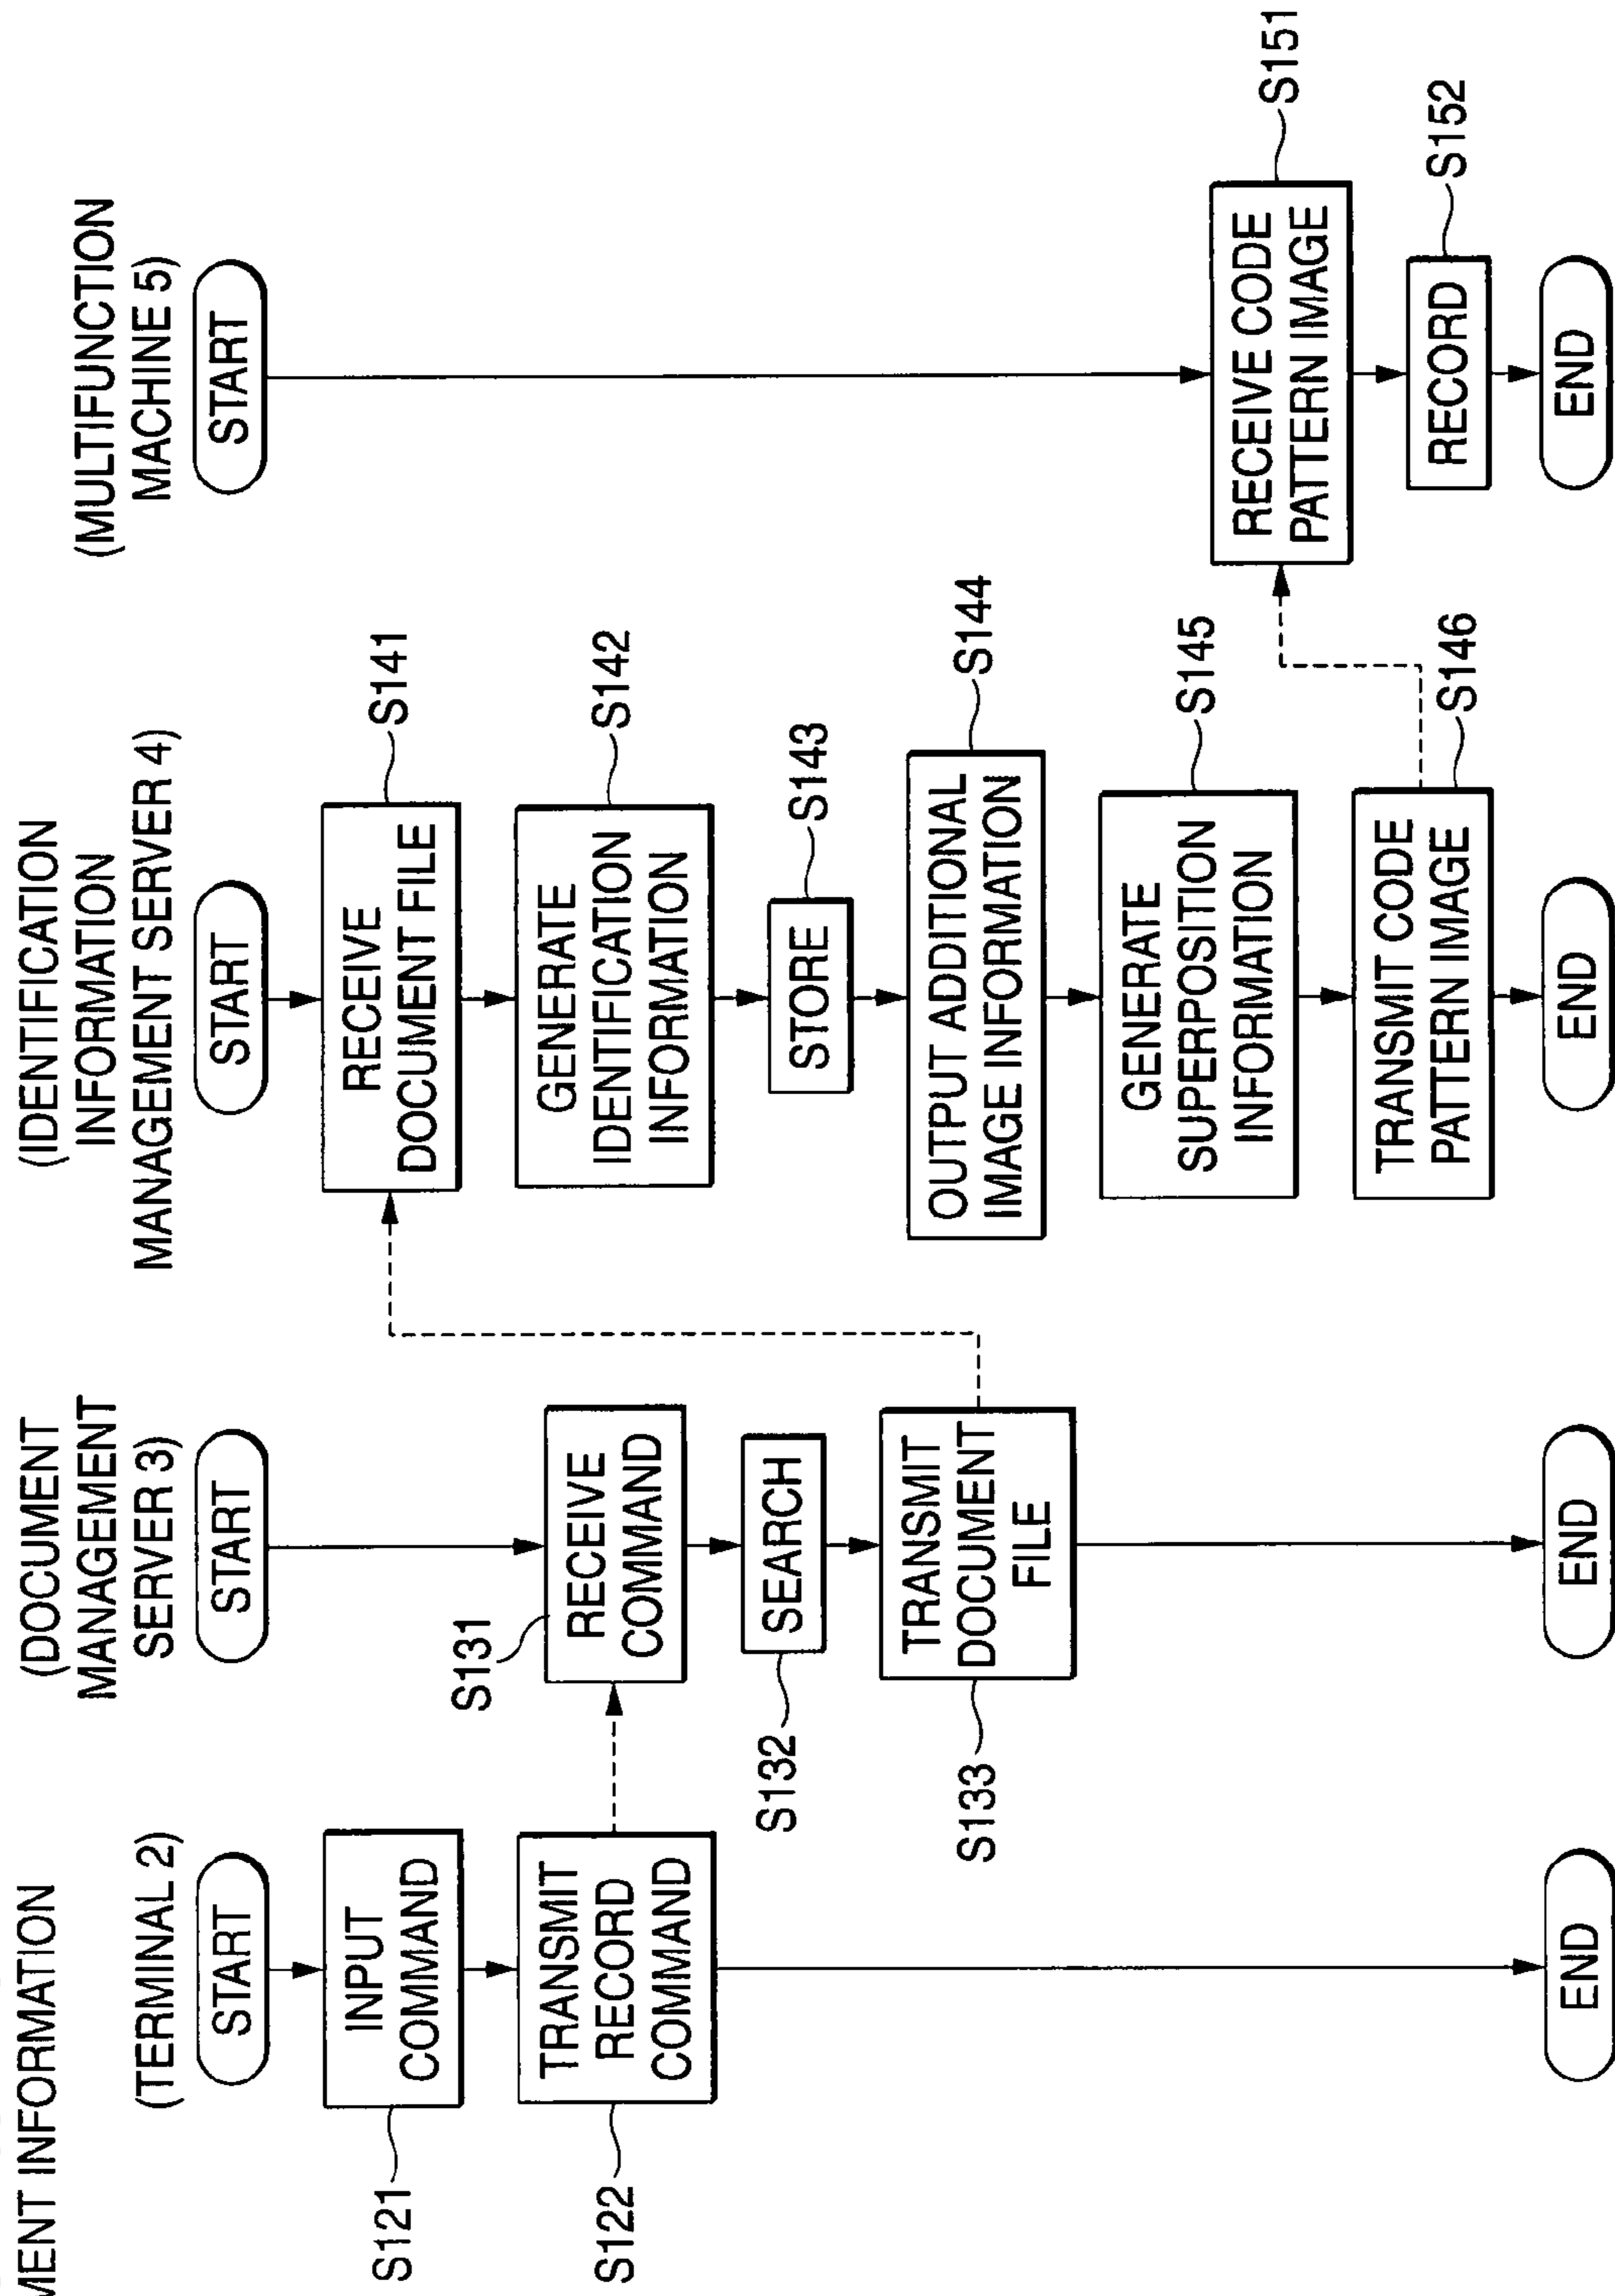 MENT INFORMATION
(TERMINAL 2)
START
INPUT
COMMAND
S121
TRANSMIT
RECORD
COMMAND
S122
END
(DOCUMENT
MANAGEMENT
SERVER 3)
START
S131
RECEIVE
COMMAND
SEARCH
S132
TRANSMIT
DOCUMENT
FILE
S133
END
(IDENTIFICATION
INFORMATION
MANAGEMENT SERVER 4)
START
RECEIVE
DOCUMENT FILE
S141
GENERATE
IDENTIFICATION
INFORMATION
S142
STORE
S143
OUTPUT ADDITIONAL
IMAGE INFORMATION
S144
GENERATE
SUPERPOSITION
INFORMATION
S145
TRANSMIT CODE
PATTERN IMAGE
S146
END
(MULTIFUNCTION
MACHINE 5)
START
RECEIVE CODE
PATTERN IMAGE
S151
RECORD
S152
END